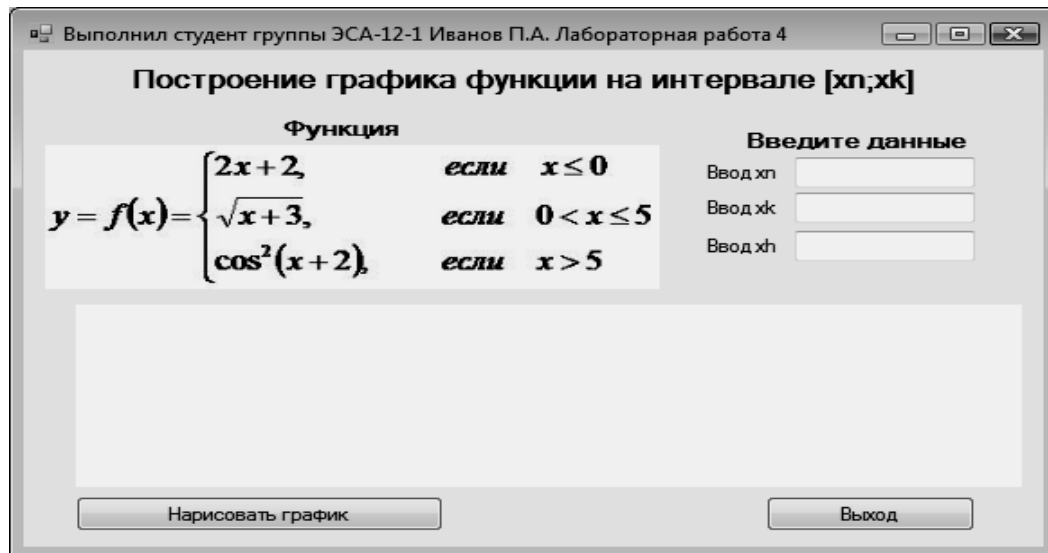 Выполнил студент группы ЭСА-12-1 Иванов П.А. Лабораторная работа 4
Построение графика функции на интервале [xn;xk]
Функция
y = f(x) = { 2x + 2, если x ≤ 0
√(x + 3), если 0 < x ≤ 5
cos²(x + 2), если x > 5
Введите данные
Ввод xn
Ввод xk
Ввод xh
Нарисовать график
Выход